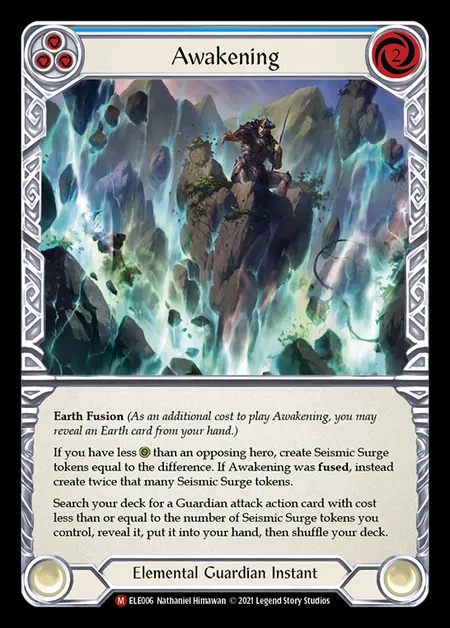 Awakening
2
Earth Fusion (As an additional cost to play Awakening, you may
reveal an Earth card from your hand.)
If you have less than an opposing hero, create Seismic Surge
tokens equal to the difference. If Awakening was fused, instead
create twice that many Seismic Surge tokens.
Search your deck for a Guardian attack action card with cost
less than or equal to the number of Seismic Surge tokens you
control, reveal it, put it into your hand, then shuffle your deck.
Elemental Guardian Instant
M ELE006 Nathaniel Himawan © 2021 Legend Story Studios